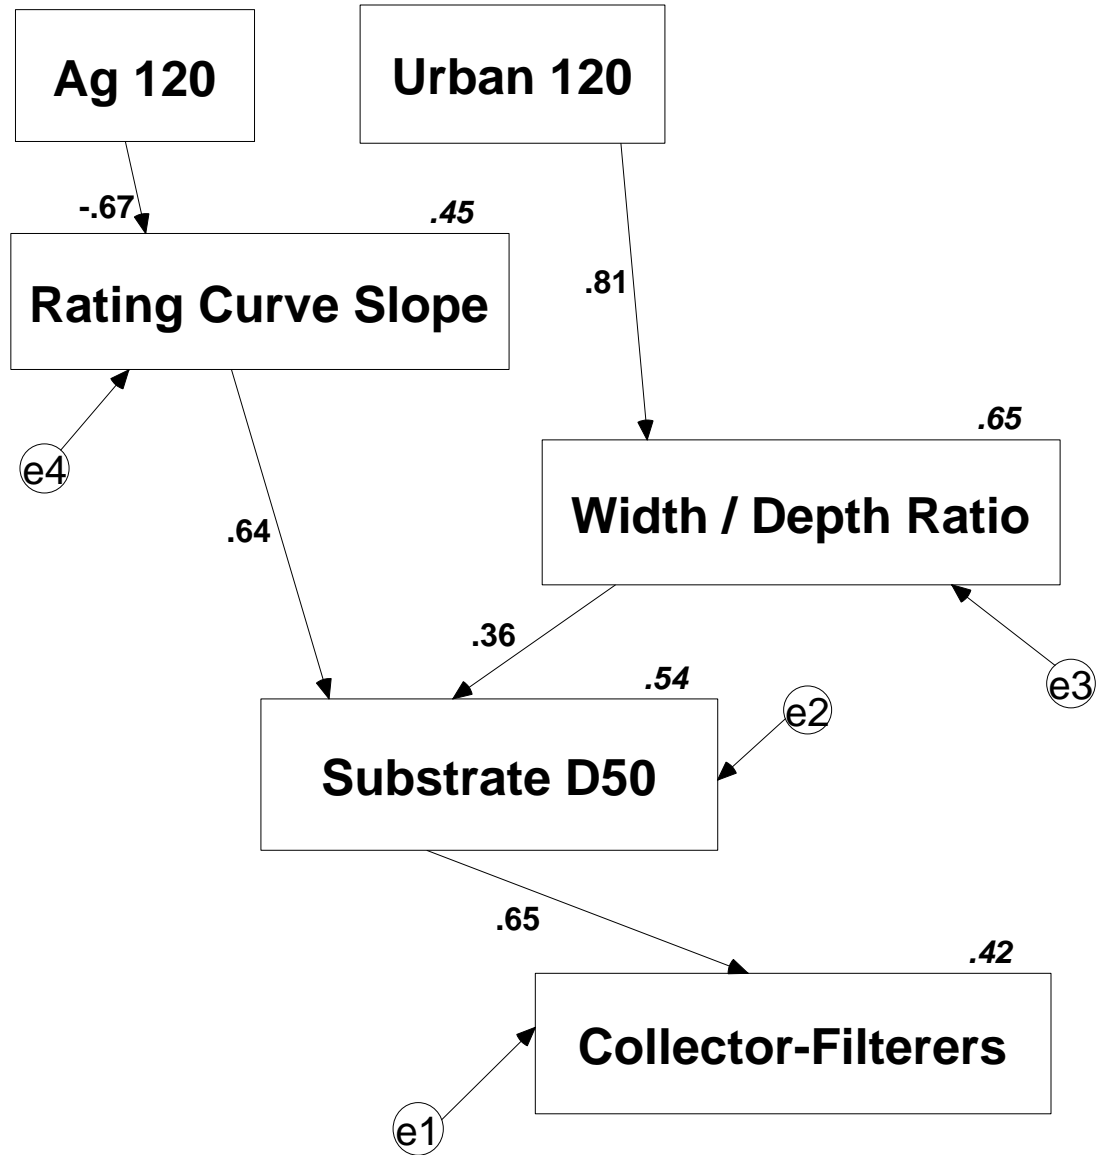 Ag 120
Urban 120
-.67
.45
Rating Curve Slope
.81
e4
.65
Width / Depth Ratio
.64
.36
e3
.54
e2
Substrate D50
.65
.42
Collector-Filterers
e1